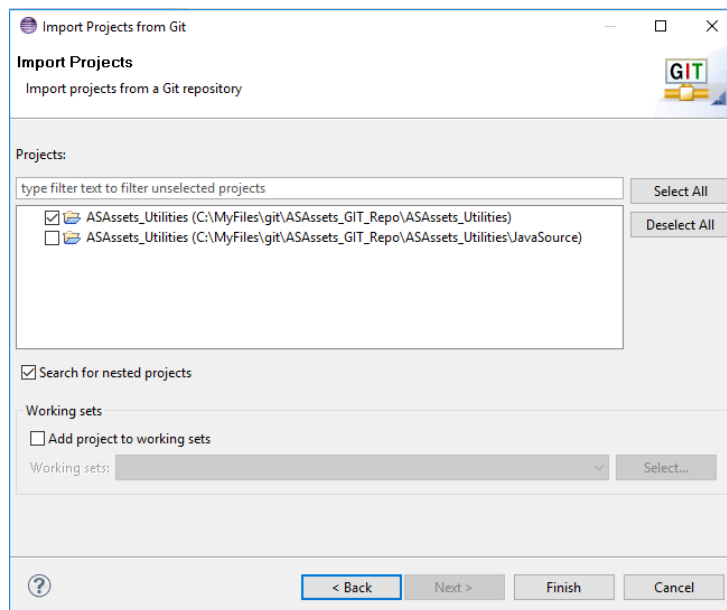 Import Projects from Git
Import Projects
Import projects from a Git repository
GIT
Projects:
type filter text to filter unselected projects
Select All
ASAssets_Utilities (C:\MyFiles\git\ASAssets_GIT_Repo\ASAssets_Utilities)
Deselect All
ASAssets_Utilities (C:\MyFiles\git\ASAssets_GIT_Repo\ASAssets_Utilities\JavaSource)
Search for nested projects
Working sets
Add project to working sets
Working sets:
Select...
?
< Back
Next >
Finish
Cancel